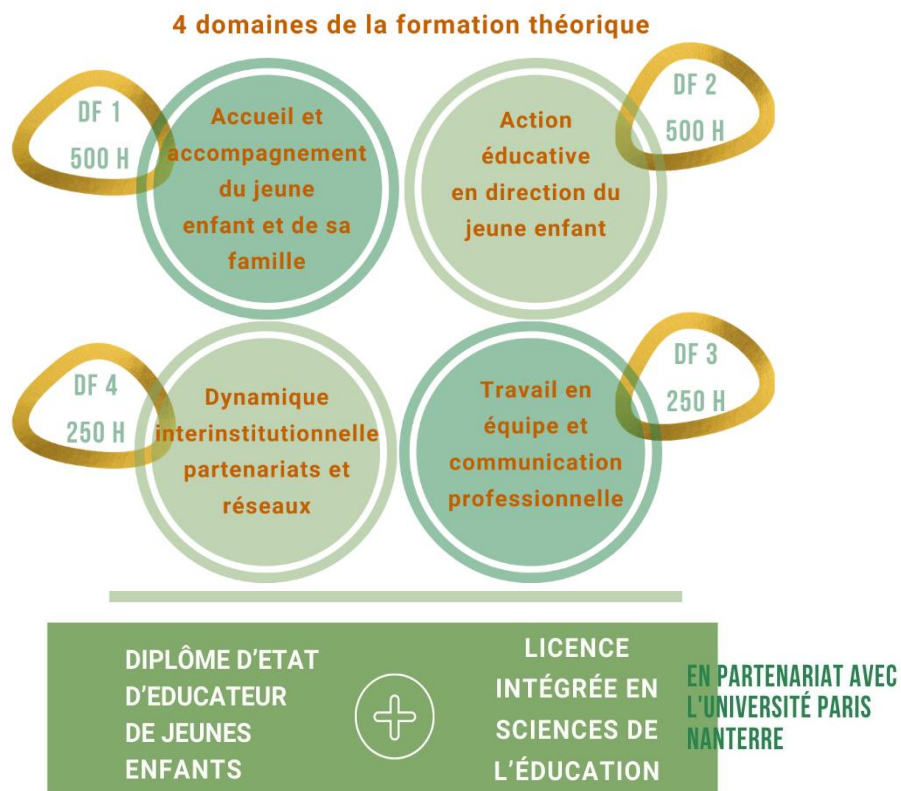 4 domaines de la formation théorique
DF 1
500 H
Accueil et
accompagnement
du jeune
enfant et de sa
famille
Action
éducative
en direction du
jeune enfant
DF 2
500 H
DF 4
250 H
Dynamique
interinstitutionnelle
partenariats et
réseaux
Travail en
équipe et
communication
professionnelle
DF 3
250 H
DIPLÔME D'ETAT
D'EDUCATEUR
DE JEUNES
ENFANTS
LICENCE
INTÉGRÉE EN
SCIENCES DE
L'ÉDUCATION
EN PARTENARIAT AVEC
L'UNIVERSITÉ PARIS
NANTERRE